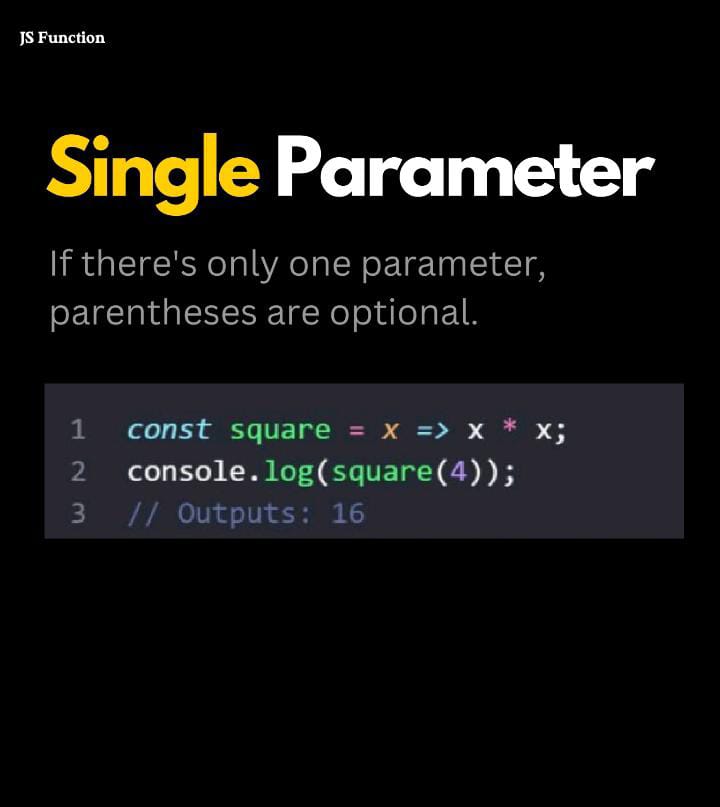 JS Function
Single Parameter
If there's only one parameter,
parentheses are optional.
1 const square = x => x * x;
2 console.log(square(4));
3 // Outputs: 16